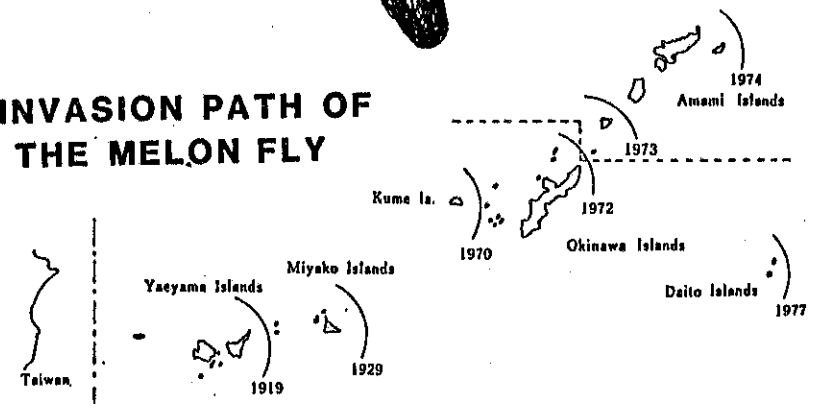 INVASION PATH OF
THE MELON FLY
1974
Amami Islands
1973
Kume Is.
1972
1970
Okinawa Islands
Miyako Islands
Yaeyama Islands
Daito Islands
1977
Taiwan
1919
1929